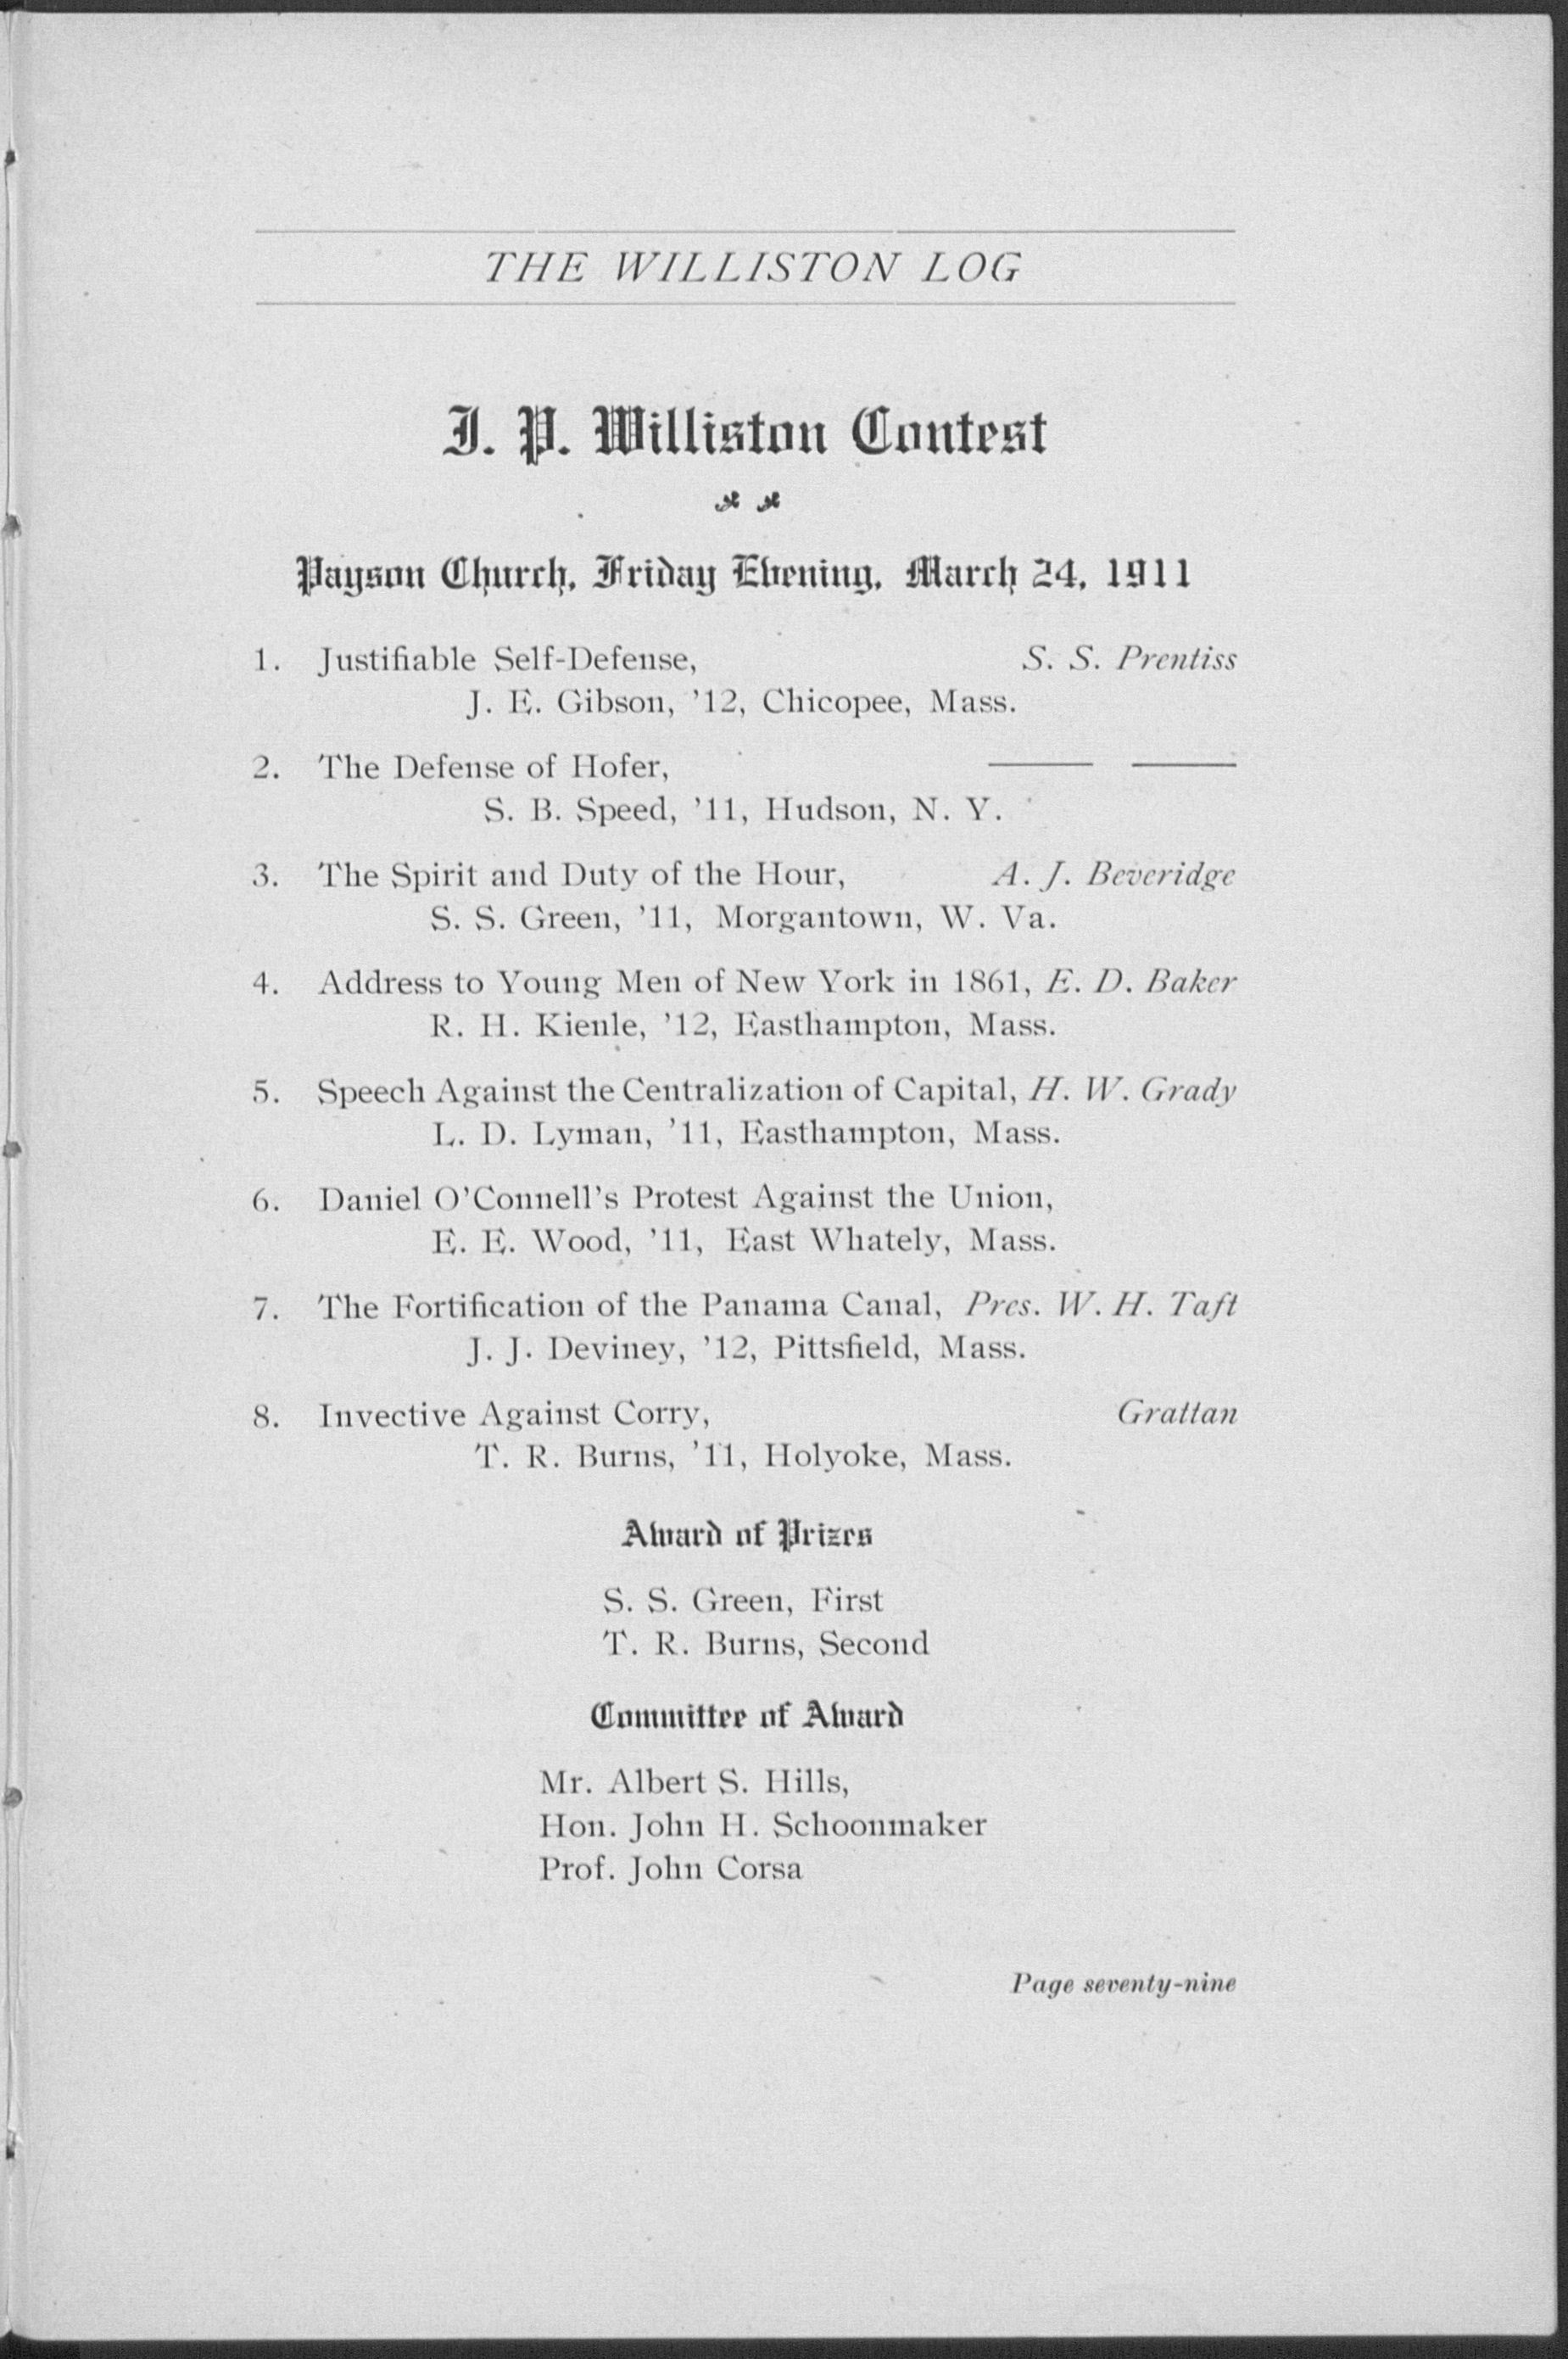 THE WILLISTON LOG
J. P. Williston Contest
Payson Church, Friday Evening, March 24, 1911
1. Justifiable Self-Defense, S. S. Prentiss
J. E. Gibson, '12, Chicopee, Mass.
2. The Defense of Hofer, —— ——
S. B. Speed, '11, Hudson, N. Y.
3. The Spirit and Duty of the Hour, A. J. Beveridge
S. S. Green, '11, Morgantown, W. Va.
4. Address to Young Men of New York in 1861, E. D. Baker
R. H. Kienle, '12, Easthampton, Mass.
5. Speech Against the Centralization of Capital, H. W. Grady
L. D. Lyman, '11, Easthampton, Mass.
6. Daniel O'Connell's Protest Against the Union,
E. E. Wood, '11, East Whately, Mass.
7. The Fortification of the Panama Canal, Pres. W. H. Taft
J. J. Deviney, '12, Pittsfield, Mass.
8. Invective Against Corry, Grattan
T. R. Burns, '11, Holyoke, Mass.
Award of Prizes
S. S. Green, First
T. R. Burns, Second
Committee of Award
Mr. Albert S. Hills,
Hon. John H. Schoonmaker
Prof. John Corsa
Page seventy-nine